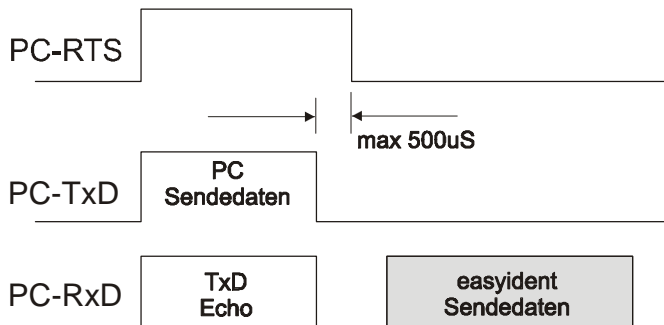 PC-RTS
max 500uS
PC-TxD
PC
Sendedaten
PC-RxD
TxD
Echo
easyident
Sendedaten